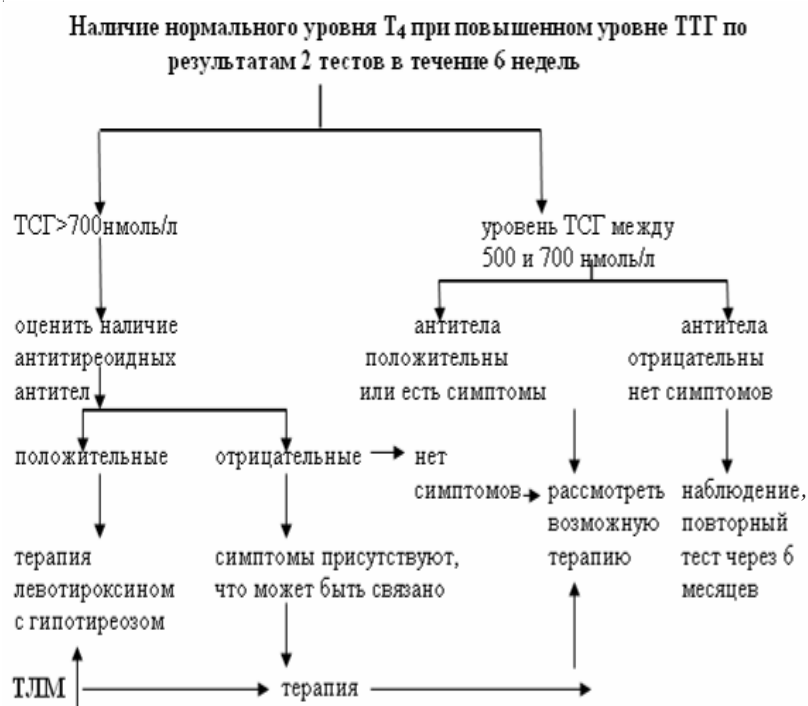 Наличие нормального уровня Т4 при повышенном уровне ТТГ по
результатам 2 тестов в течение 6 недель
ТСГ>700нмоль/л
уровень ТСГ между
500 и 700 нмоль/л
оценить наличие
антитиреоидных
антител
антитела
положительны
или есть симптомы
антитела
отрицательны
нет симптомов
положительные
отрицательные
нет
симптомов
рассмотреть
возможную
терапию
наблюдение,
повторный
тест через 6
месяцев
терапия
левотироксином
с гипотиреозом
симптомы присутствуют,
что может быть связано
ТЛМ
терапия